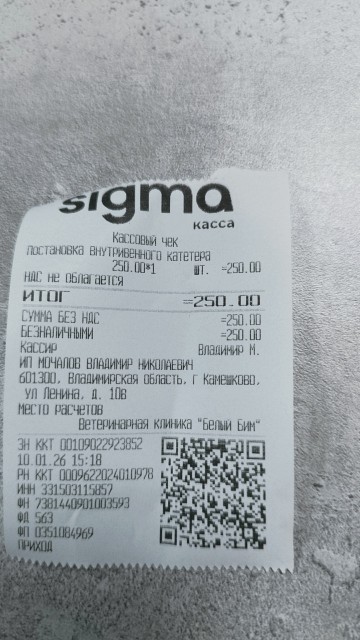 sigma
касса
Кассовый чек
Постановка внутривенного катетера
250.00*1 шт. =250.00
НДС не облагается
ИТОГ =250.00
СУММА БЕЗ НДС =250.00
БЕЗНАЛИЧНЫМИ =250.00
Кассир Владимир М.
ИП МОЧАЛОВ ВЛАДИМИР НИКОЛАЕВИЧ
601300, Владимирская область, г Камешково,
ул Ленина, д. 10в
Место расчетов
Ветеринарная клиника "Белый Бим"
ЗН ККТ 00109022923852
10.01.26 15:18
РН ККТ 0009622024010978
ИНН 331503115857
ФН 7381440901003593
ФД 563
ФП 0351084969
ПРИХОД